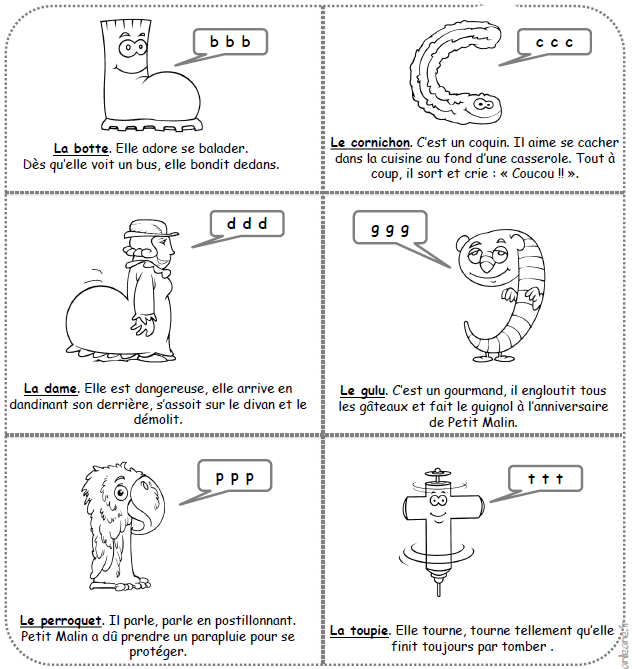 b b b
La botte. Elle adore se balader.
Dès qu'elle voit un bus, elle bondit dedans.
c c c
Le cornichon. C'est un coquin. Il aime se cacher
dans la cuisine au fond d'une casserole. Tout à
coup, il sort et crie : « Coucou !! ».
d d d
La dame. Elle est dangereuse, elle arrive en
dandinant son derrière, s'assoit sur le divan et le
démolit.
g g g
Le gulu. C'est un gourmand, il engloutit tous
les gâteaux et fait le guignol à l'anniversaire
de Petit Malin.
p p p
Le perroquet. Il parle, parle en postillonnant.
Petit Malin a dû prendre un parapluie pour se
protéger.
t t t
La toupie. Elle tourne, tourne tellement qu'elle
finit toujours par tomber .